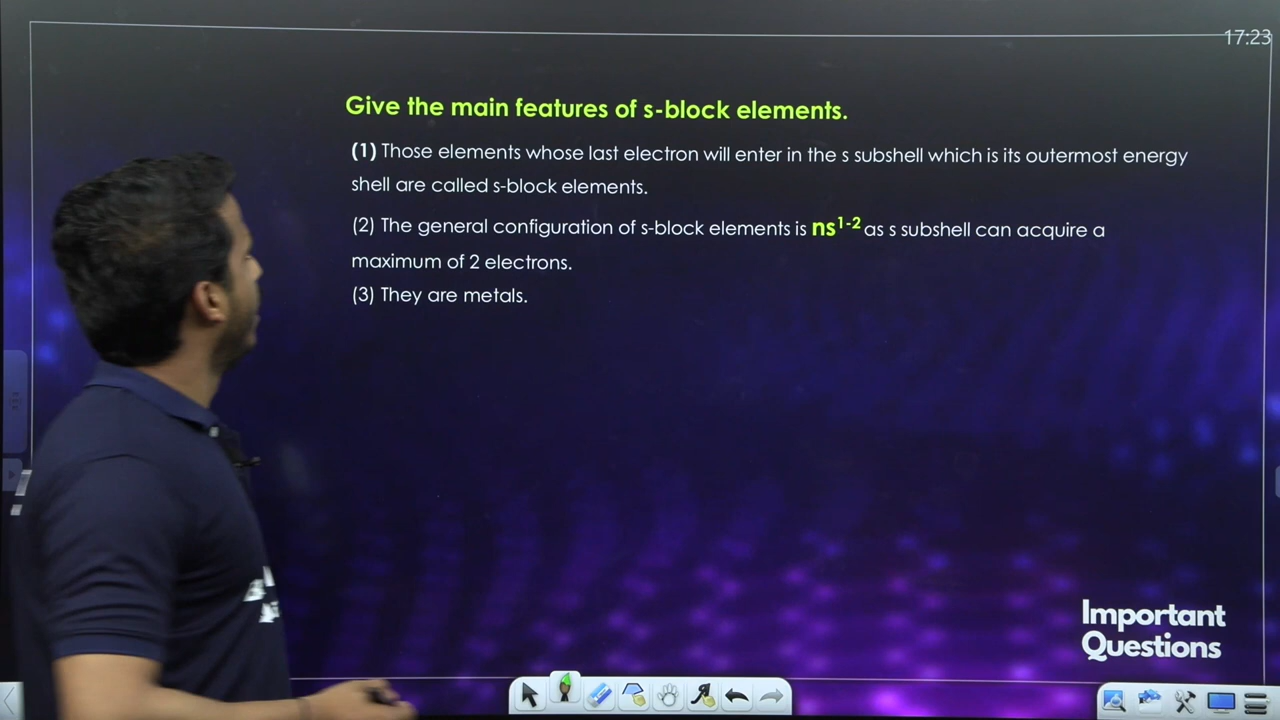 17:23
Give the main features of s-block elements.
(1) Those elements whose last electron will enter in the s subshell which is its outermost energy
shell are called s-block elements.
(2) The general configuration of s-block elements is ns¹⁻² as s subshell can acquire a
maximum of 2 electrons.
(3) They are metals.
Important
Questions